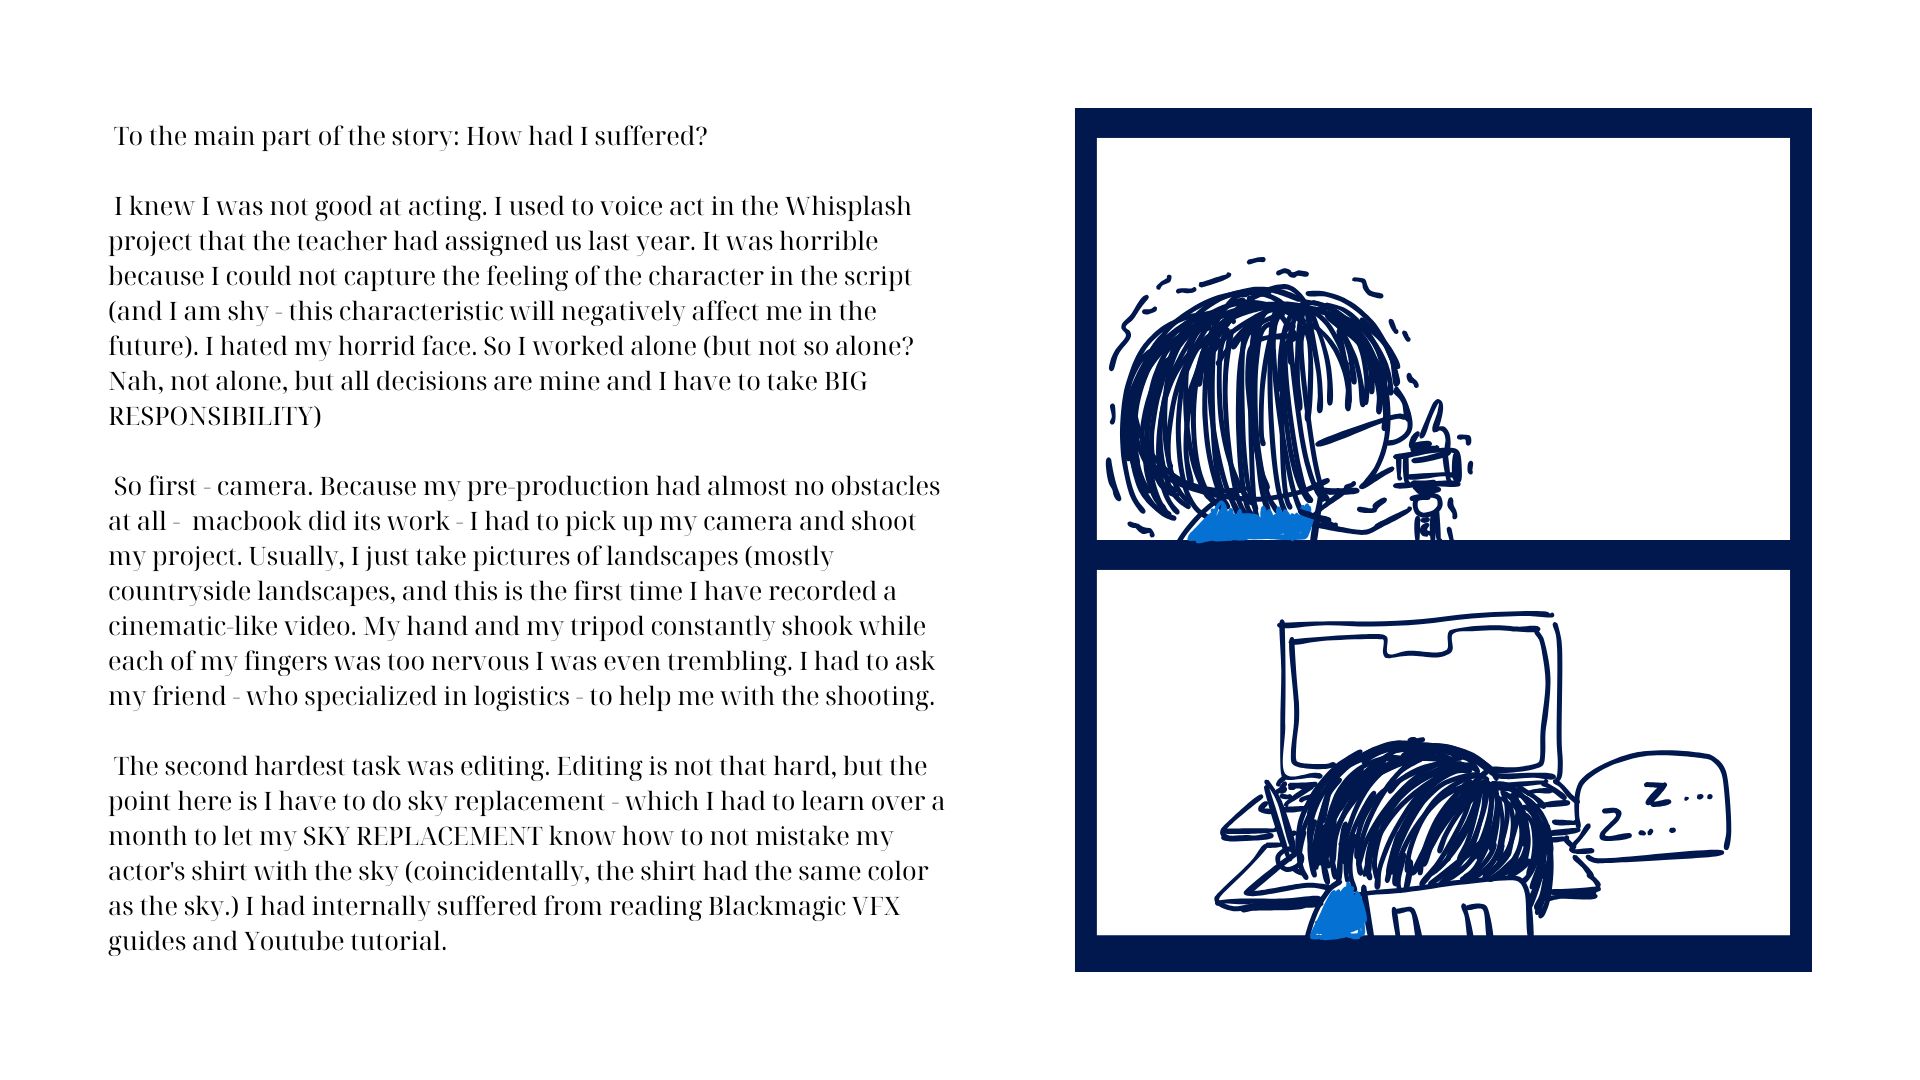 To the main part of the story: How had I suffered?
I knew I was not good at acting. I used to voice act in the Whisplash
project that the teacher had assigned us last year. It was horrible
because I could not capture the feeling of the character in the script
(and I am shy - this characteristic will negatively affect me in the
future). I hated my horrid face. So I worked alone (but not so alone?
Nah, not alone, but all decisions are mine and I have to take BIG
RESPONSIBILITY)
So first - camera. Because my pre-production had almost no obstacles
at all -  macbook did its work - I had to pick up my camera and shoot
my project. Usually, I just take pictures of landscapes (mostly
countryside landscapes, and this is the first time I have recorded a
cinematic-like video. My hand and my tripod constantly shook while
each of my fingers was too nervous I was even trembling. I had to ask
my friend - who specialized in logistics - to help me with the shooting.
The second hardest task was editing. Editing is not that hard, but the
point here is I have to do sky replacement - which I had to learn over a
month to let my SKY REPLACEMENT know how to not mistake my
actor's shirt with the sky (coincidentally, the shirt had the same color
as the sky.) I had internally suffered from reading Blackmagic VFX
guides and Youtube tutorial.
z ...
z...